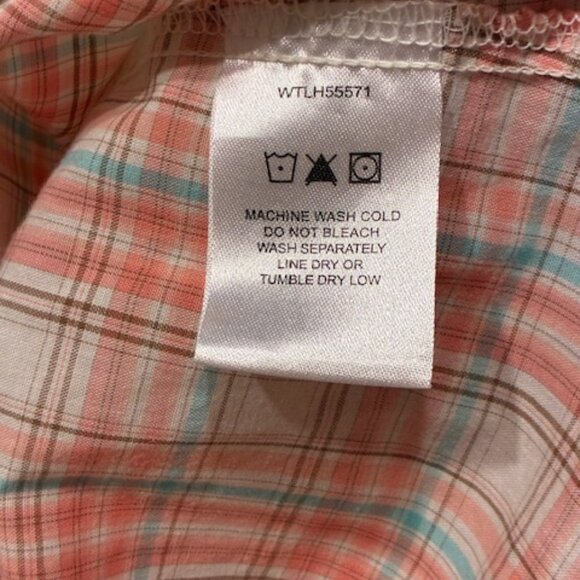 WTLH55571
MACHINE WASH COLD
DO NOT BLEACH
WASH SEPARATELY
LINE DRY OR
TUMBLE DRY LOW